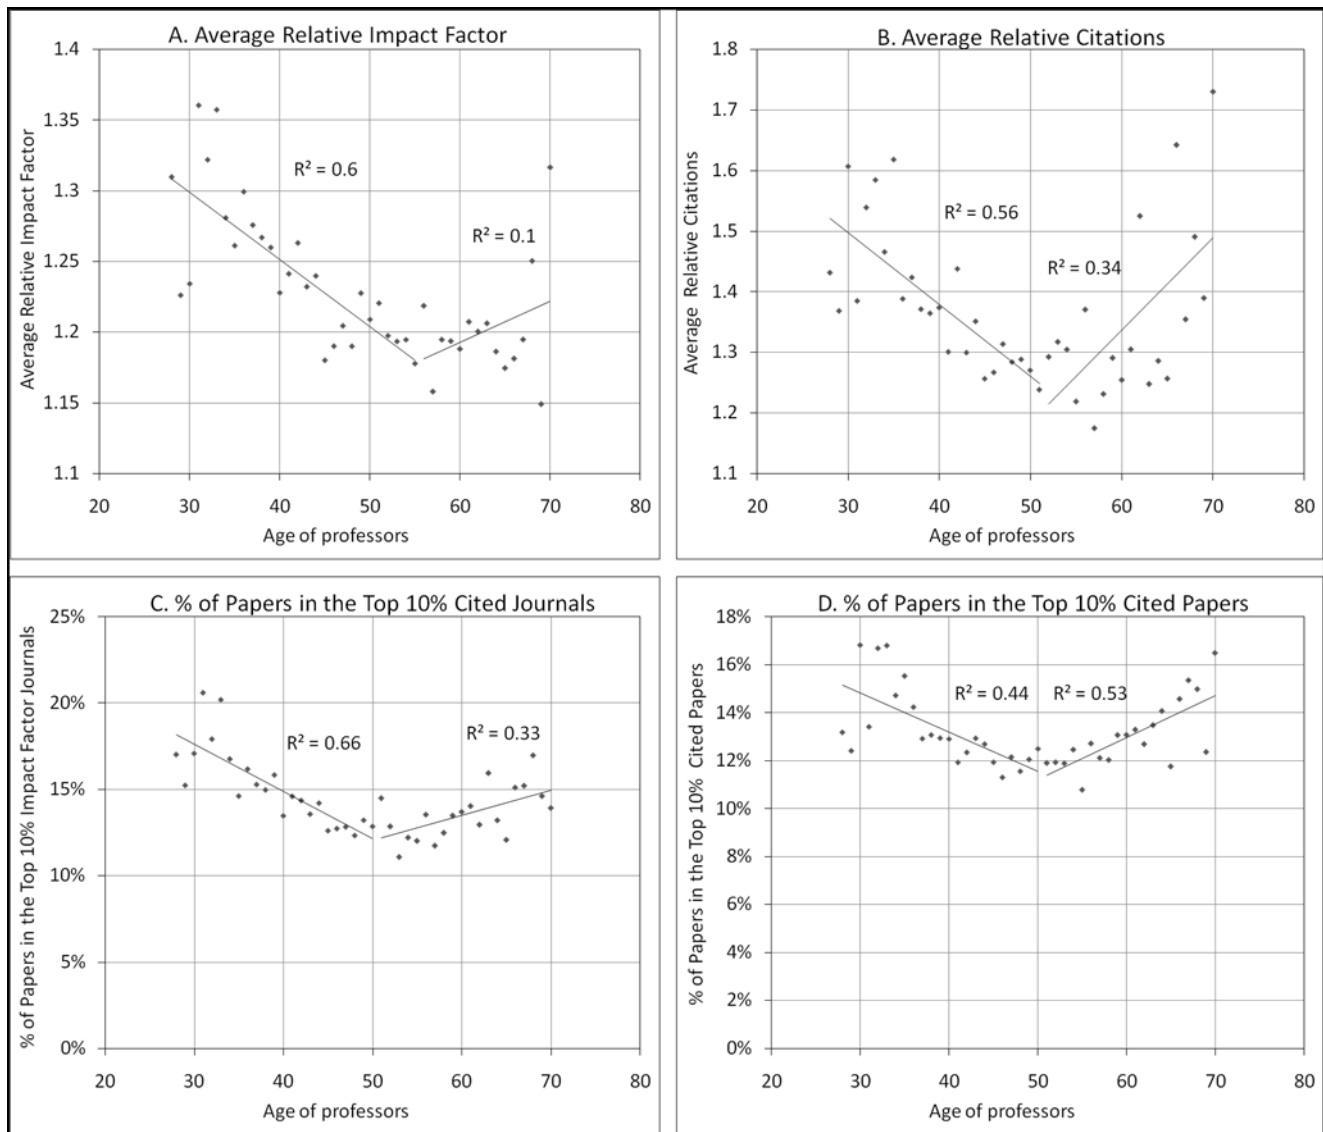 A. Average Relative Impact Factor
Average Relative Impact Factor
1.4
1.35
1.3
1.25
1.2
1.15
1.1
R² = 0.6
R² = 0.1
20 30 40 50 60 70 80
Age of professors
B. Average Relative Citations
Average Relative Citations
1.8
1.7
1.6
1.5
1.4
1.3
1.2
1.1
R² = 0.56
R² = 0.34
20 30 40 50 60 70 80
Age of professors
C. % of Papers in the Top 10% Cited Journals
% of Papers in the Top 10% Impact Factor Journals
25%
20%
15%
10%
5%
0%
R² = 0.66
R² = 0.33
20 30 40 50 60 70 80
Age of professors
D. % of Papers in the Top 10% Cited Papers
% of Papers in the Top 10% Cited Papers
18%
16%
14%
12%
10%
8%
6%
4%
2%
0%
R² = 0.44 R² = 0.53
20 30 40 50 60 70 80
Age of professors